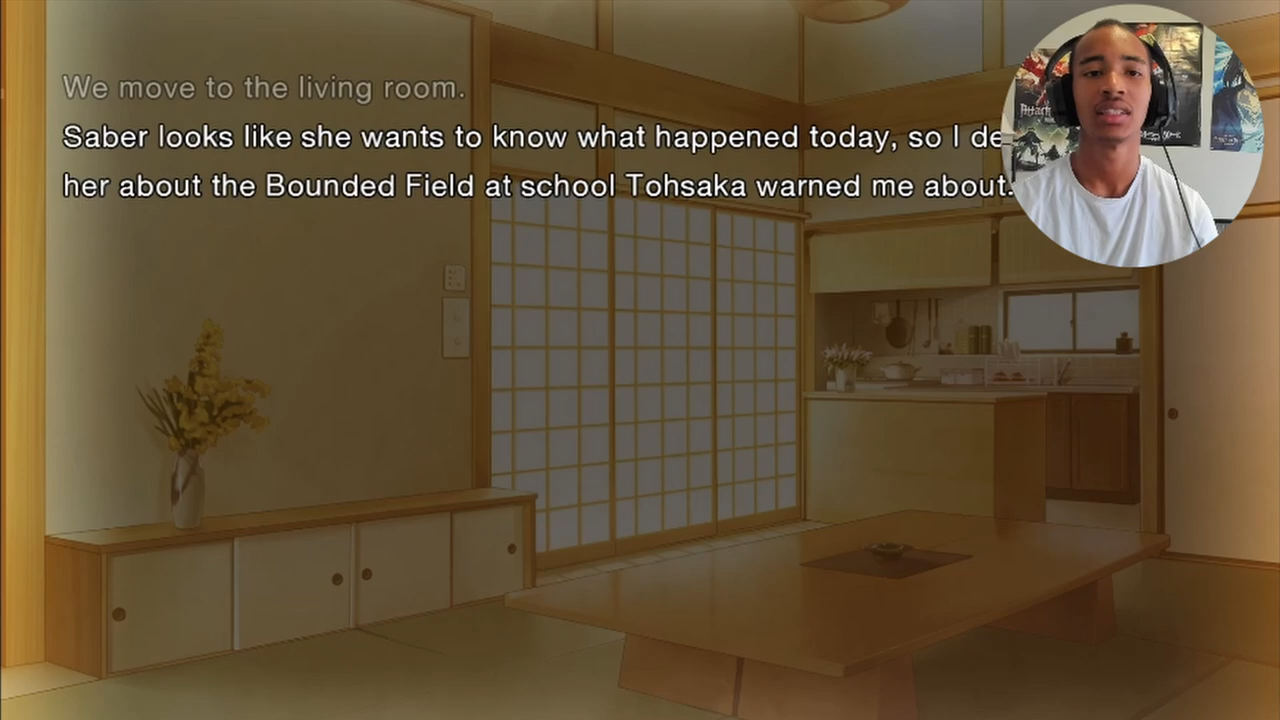 We move to the living room.
Saber looks like she wants to know what happened today, so I de
her about the Bounded Field at school Tohsaka warned me about.
Attack